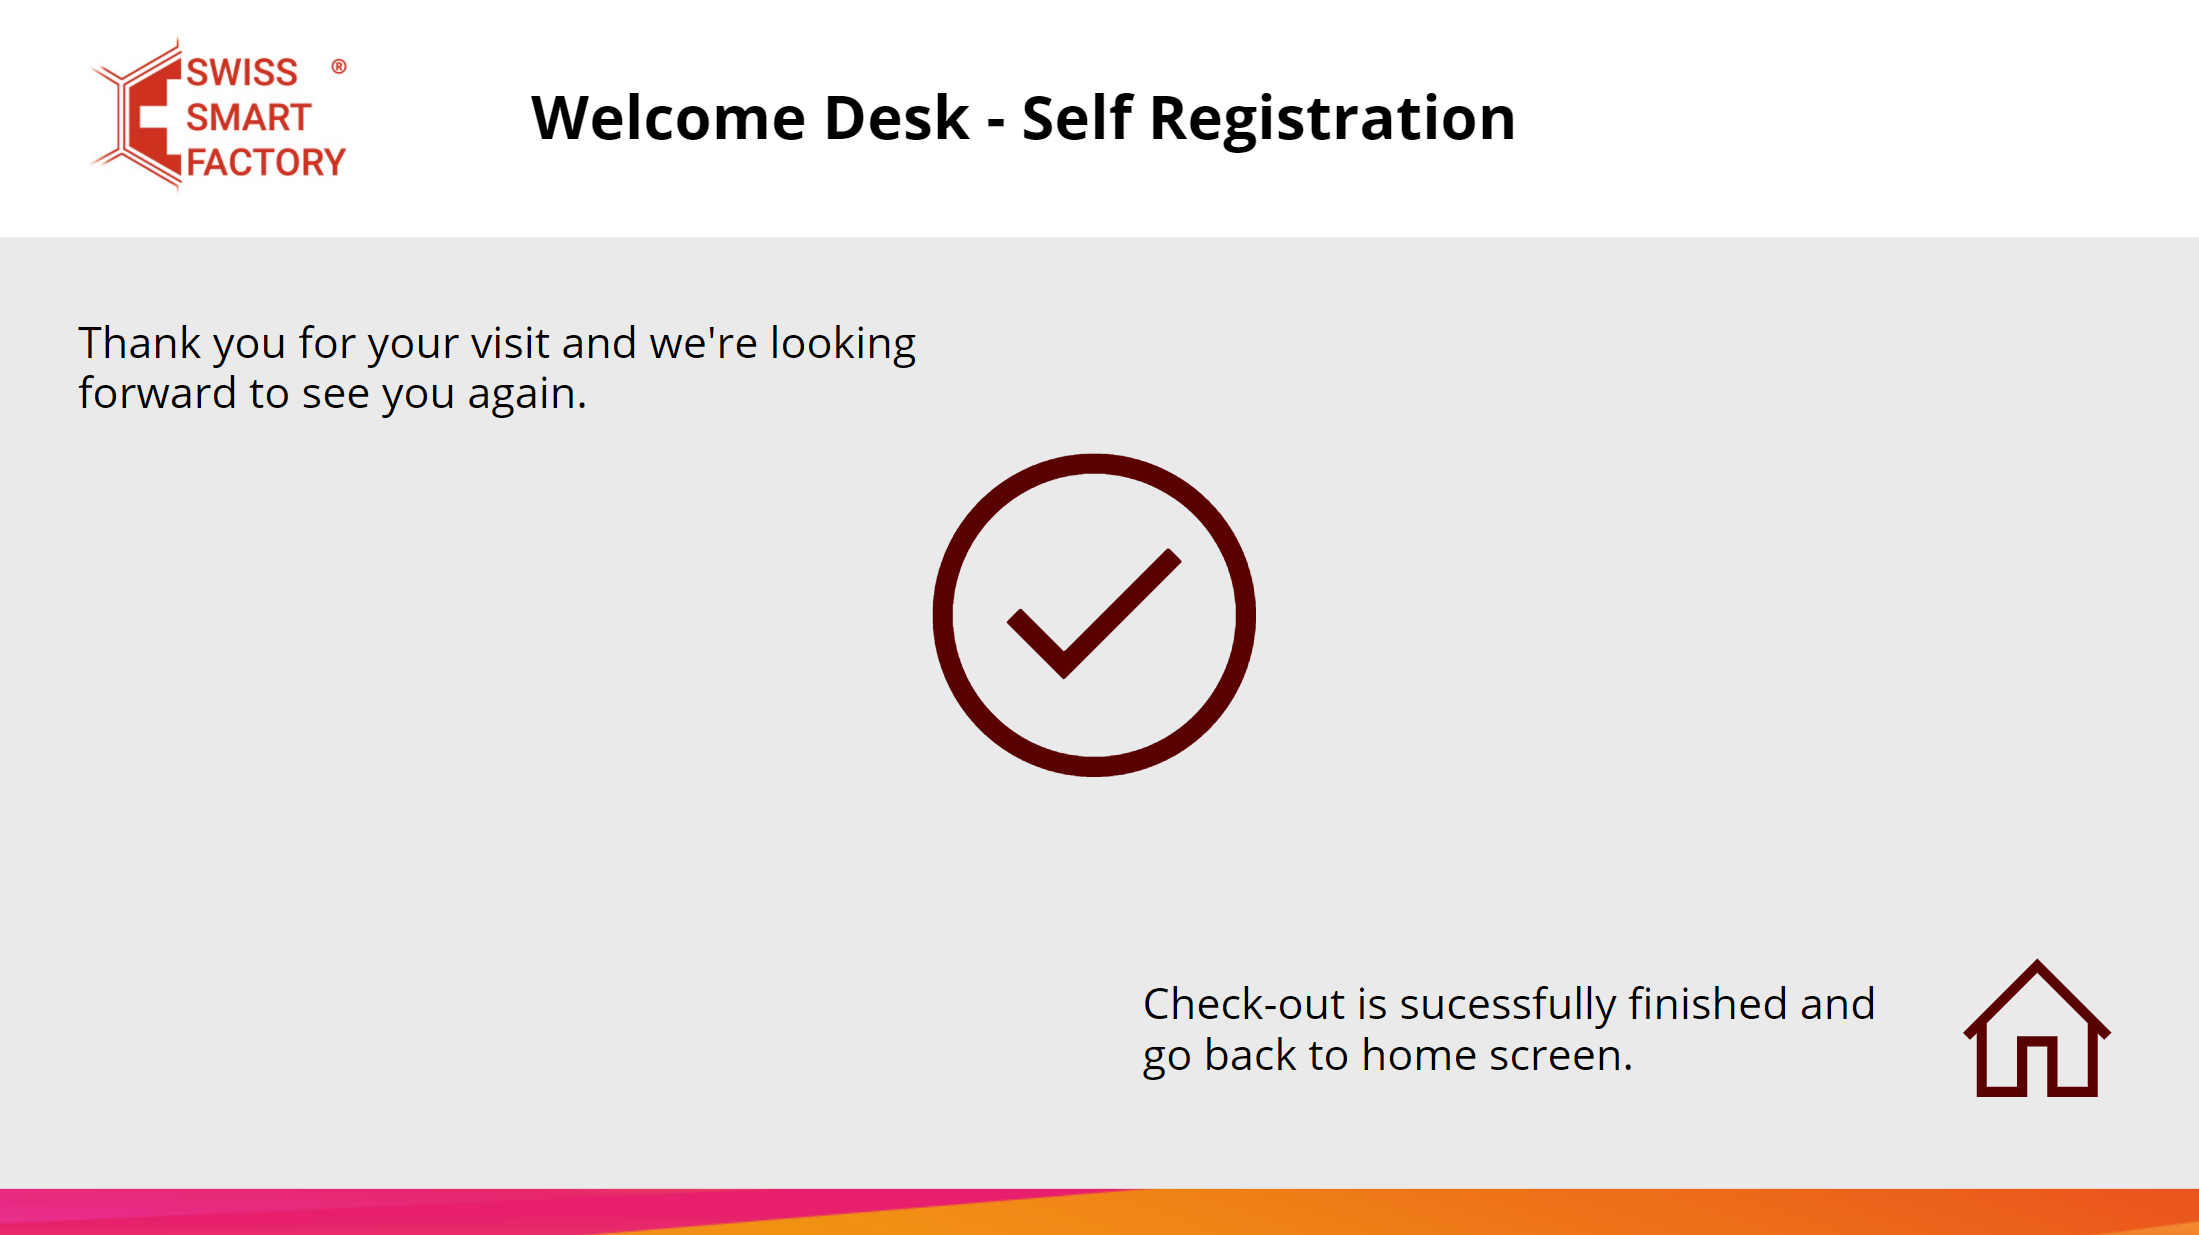 SWISS ®
SMART
FACTORY
Welcome Desk - Self Registration
Thank you for your visit and we're looking
forward to see you again.
Check-out is sucessfully finished and
go back to home screen.